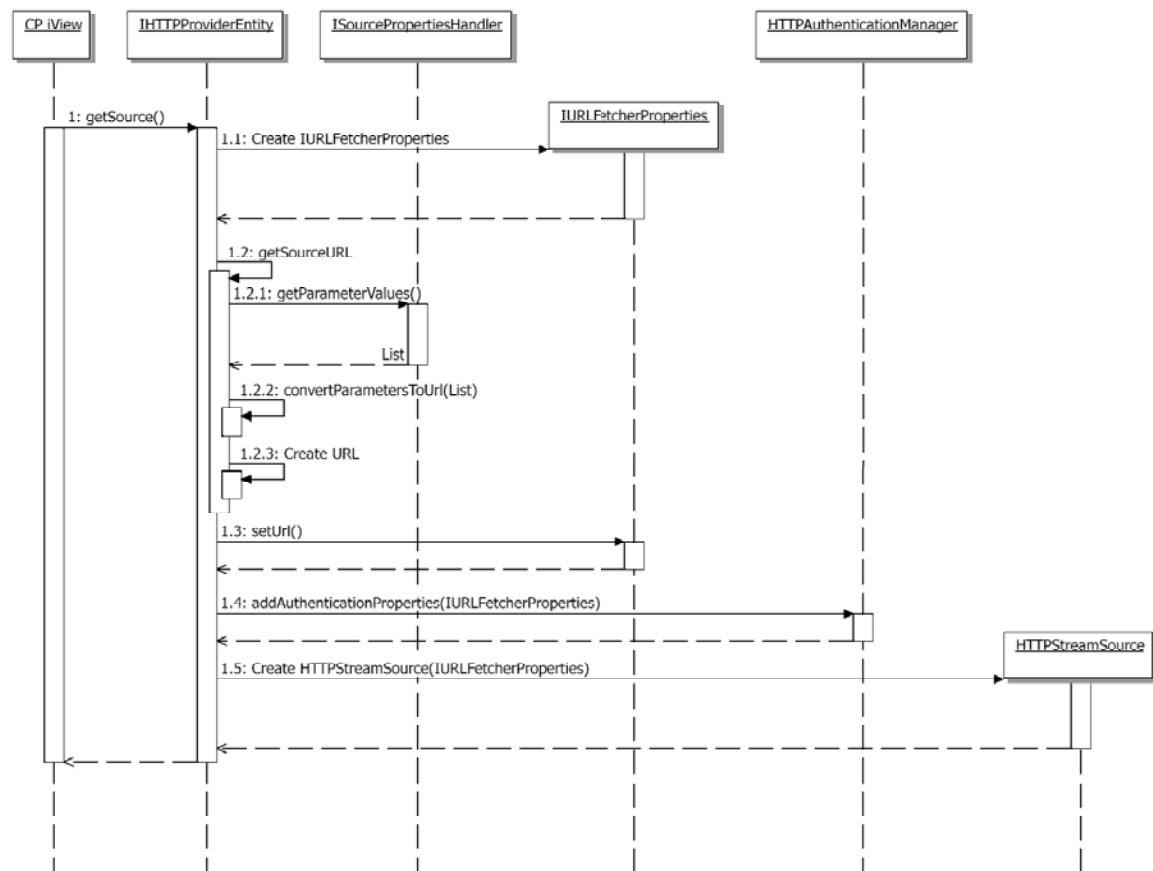 CP iView
IHTTPProviderEntity
ISourcePropertiesHandler
HTTPAuthenticationManager
IURLFetcherProperties
1: getSource()
1.1: Create IURLFetcherProperties
1.2: getSourceURL
1.2.1: getParameterValues()
List
1.2.2: convertParametersToUrl(List)
1.2.3: Create URL
1.3: setUrl()
1.4: addAuthenticationProperties(IURLFetcherProperties)
HTTPStreamSource
1.5: Create HTTPStreamSource(IURLFetcherProperties)